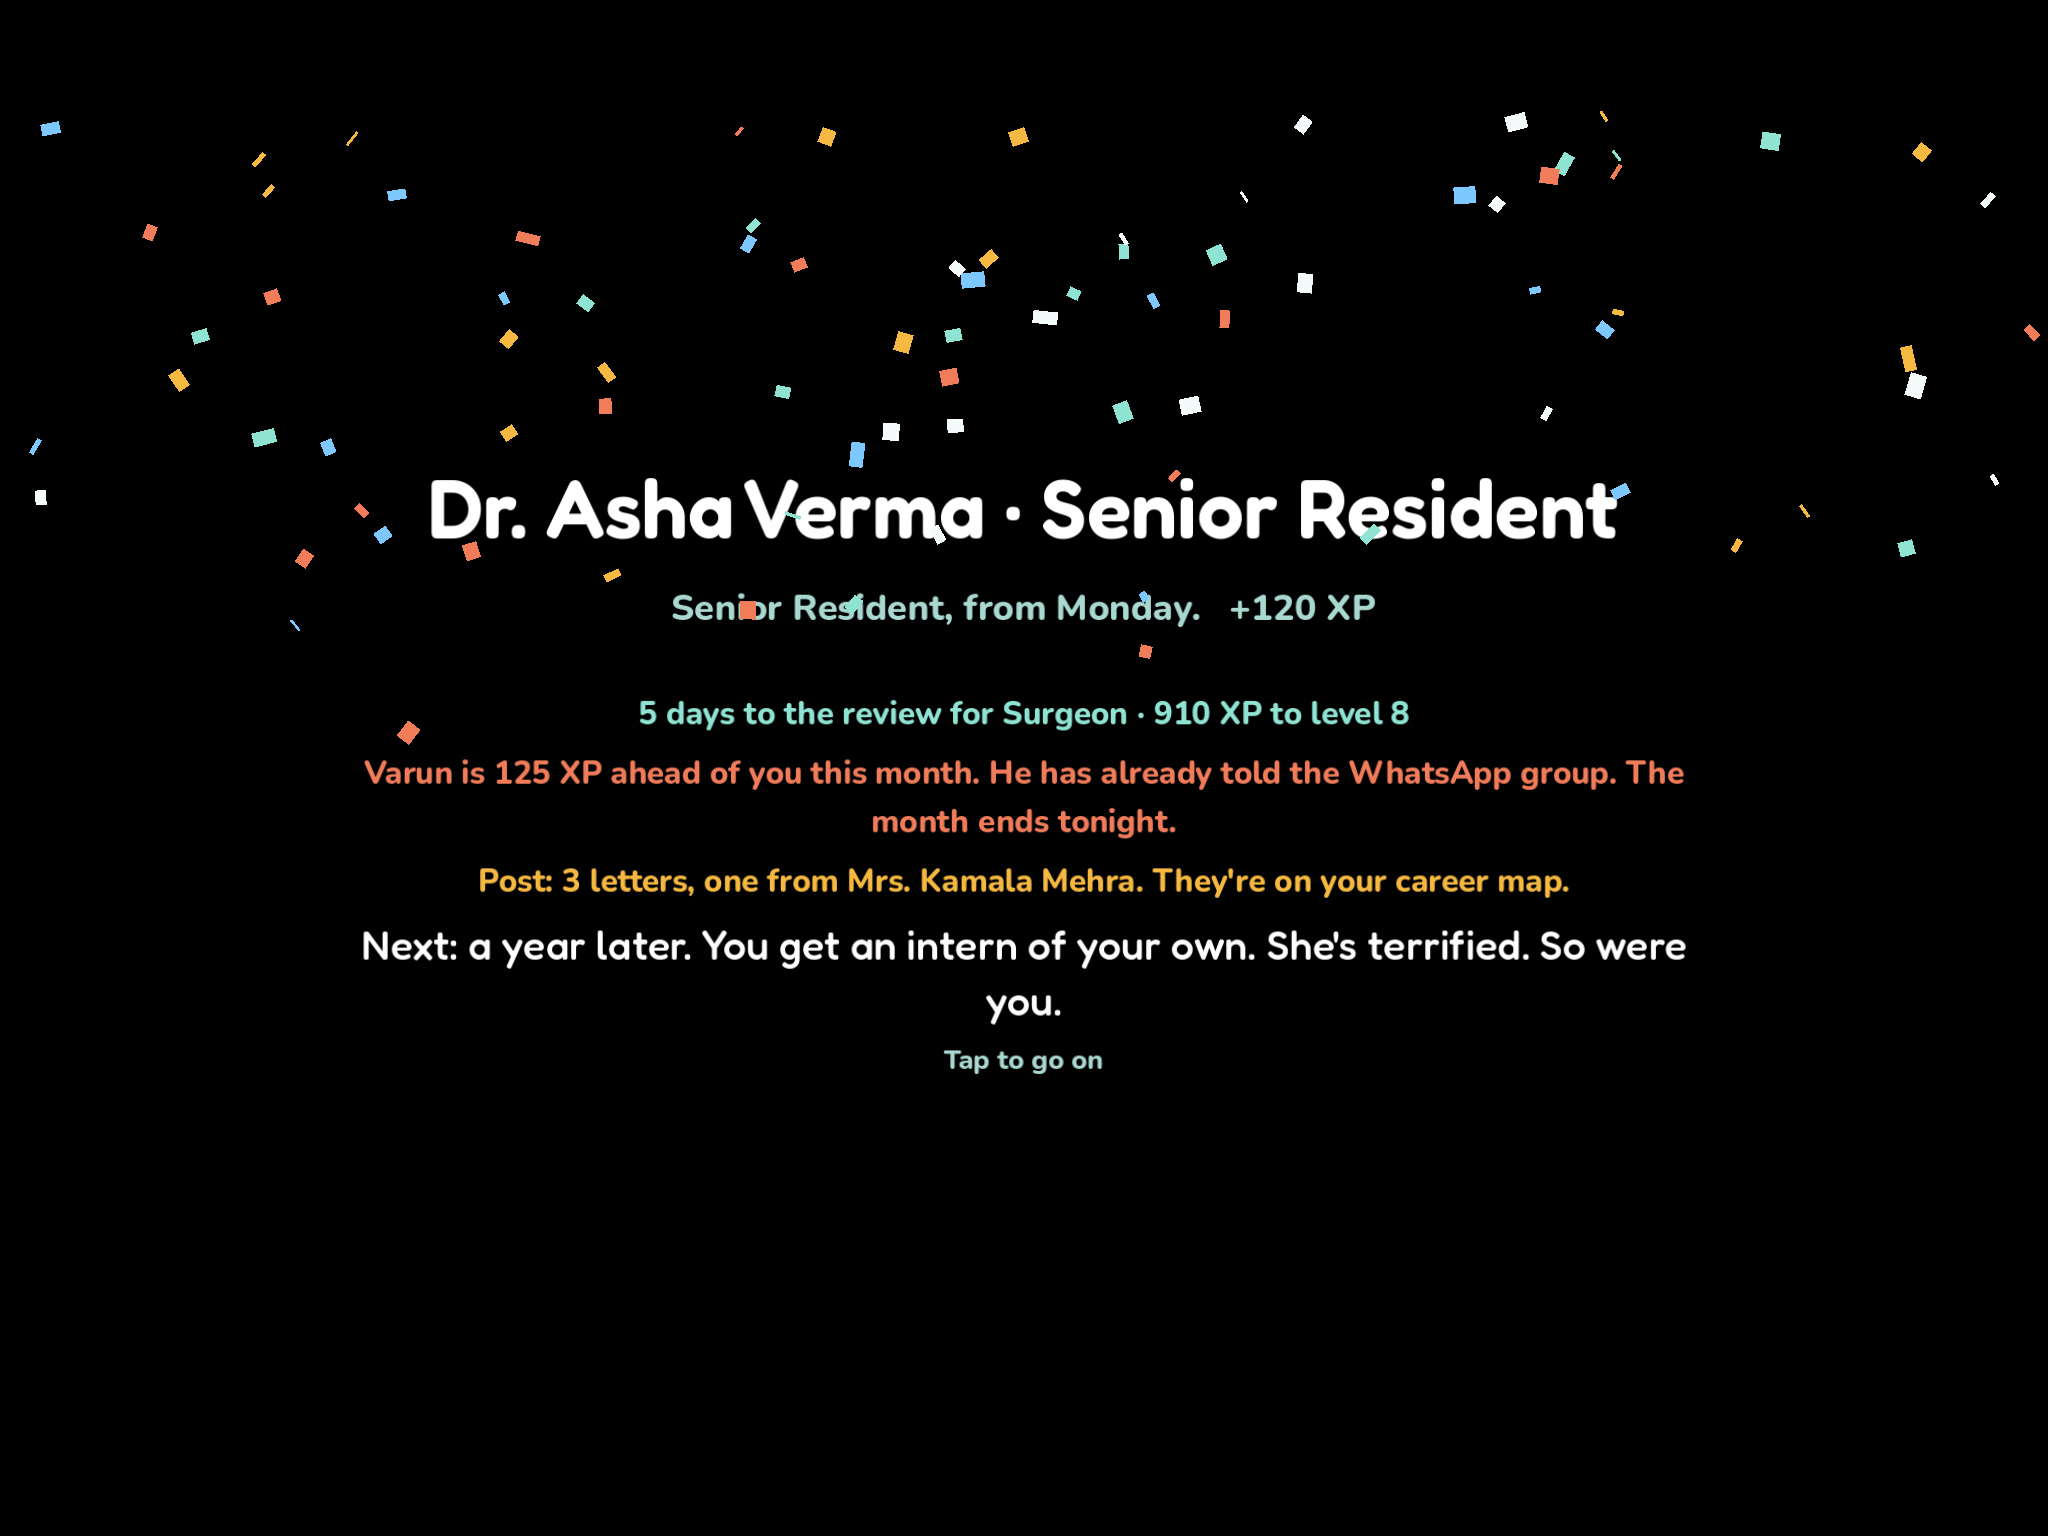 Dr. Asha Verma · Senior Resident
Senior Resident, from Monday. +120 XP
5 days to the review for Surgeon · 910 XP to level 8
Varun is 125 XP ahead of you this month. He has already told the WhatsApp group. The
month ends tonight.
Post: 3 letters, one from Mrs. Kamala Mehra. They're on your career map.
Next: a year later. You get an intern of your own. She's terrified. So were
you.
Tap to go on